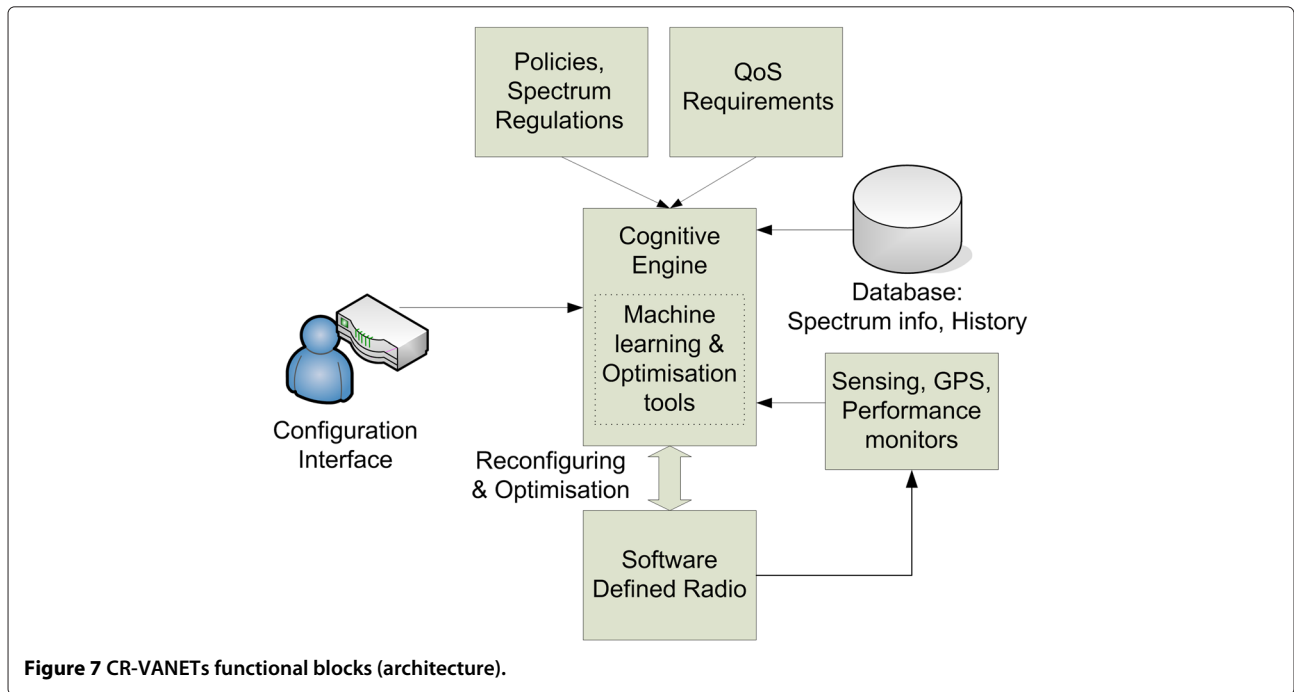 Policies,
Spectrum
Regulations
QoS
Requirements
Cognitive
Engine
Machine
learning &
Optimisation
tools
Database:
Spectrum info, History
Sensing, GPS,
Performance
monitors
Configuration
Interface
Reconfiguring
& Optimisation
Software
Defined Radio
Figure 7 CR-VANETs functional blocks (architecture).